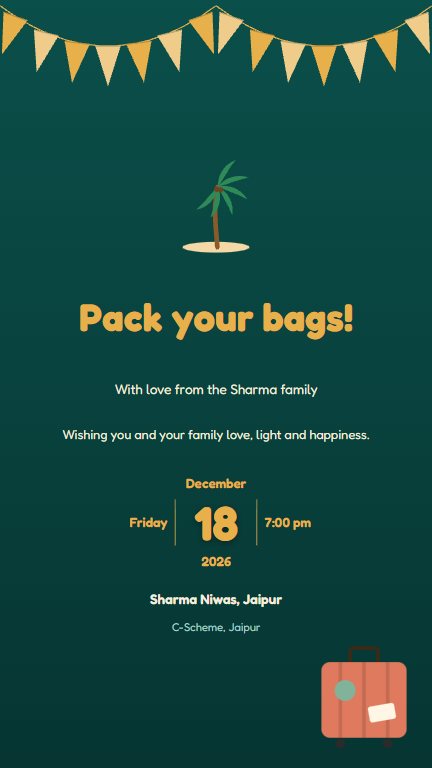 Pack your bags!
With love from the Sharma family
Wishing you and your family love, light and happiness.
December
Friday
18
7:00 pm
2026
Sharma Niwas, Jaipur
C-Scheme, Jaipur